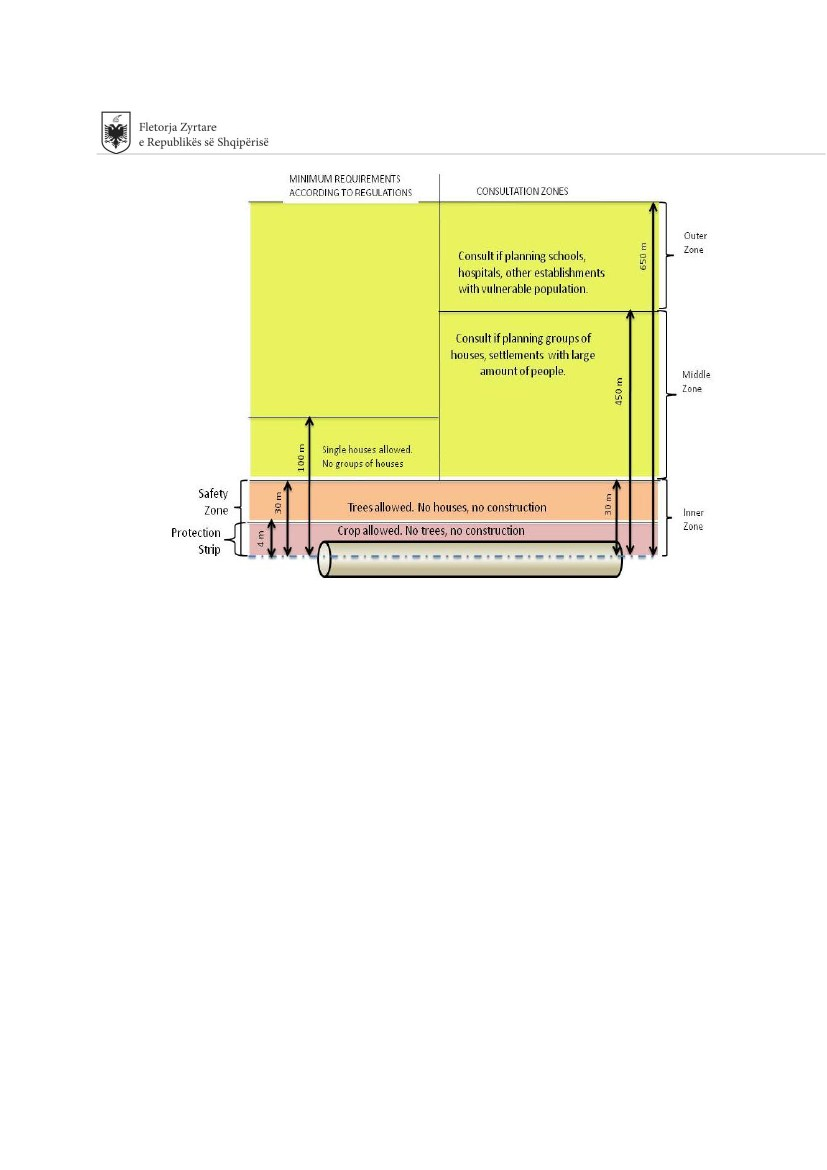 Fletorja Zyrtare
e Republikës së Shqipërisë
MINIMUM REQUIREMENTS
ACCORDING TO REGULATIONS
CONSULTATION ZONES
Outer
Zone
650 m
Consult if planning schools,
hospitals, other establishments
with vulnerable population.
Consult if planning groups of
houses, settlements with large
amount of people.
Middle
Zone
450 m
100 m
Single houses allowed.
No groups of houses
Safety
Zone
30 m
Trees allowed. No houses, no construction
30 m
Inner
Zone
Protection
Strip
4 m
Crop allowed. No trees, no construction